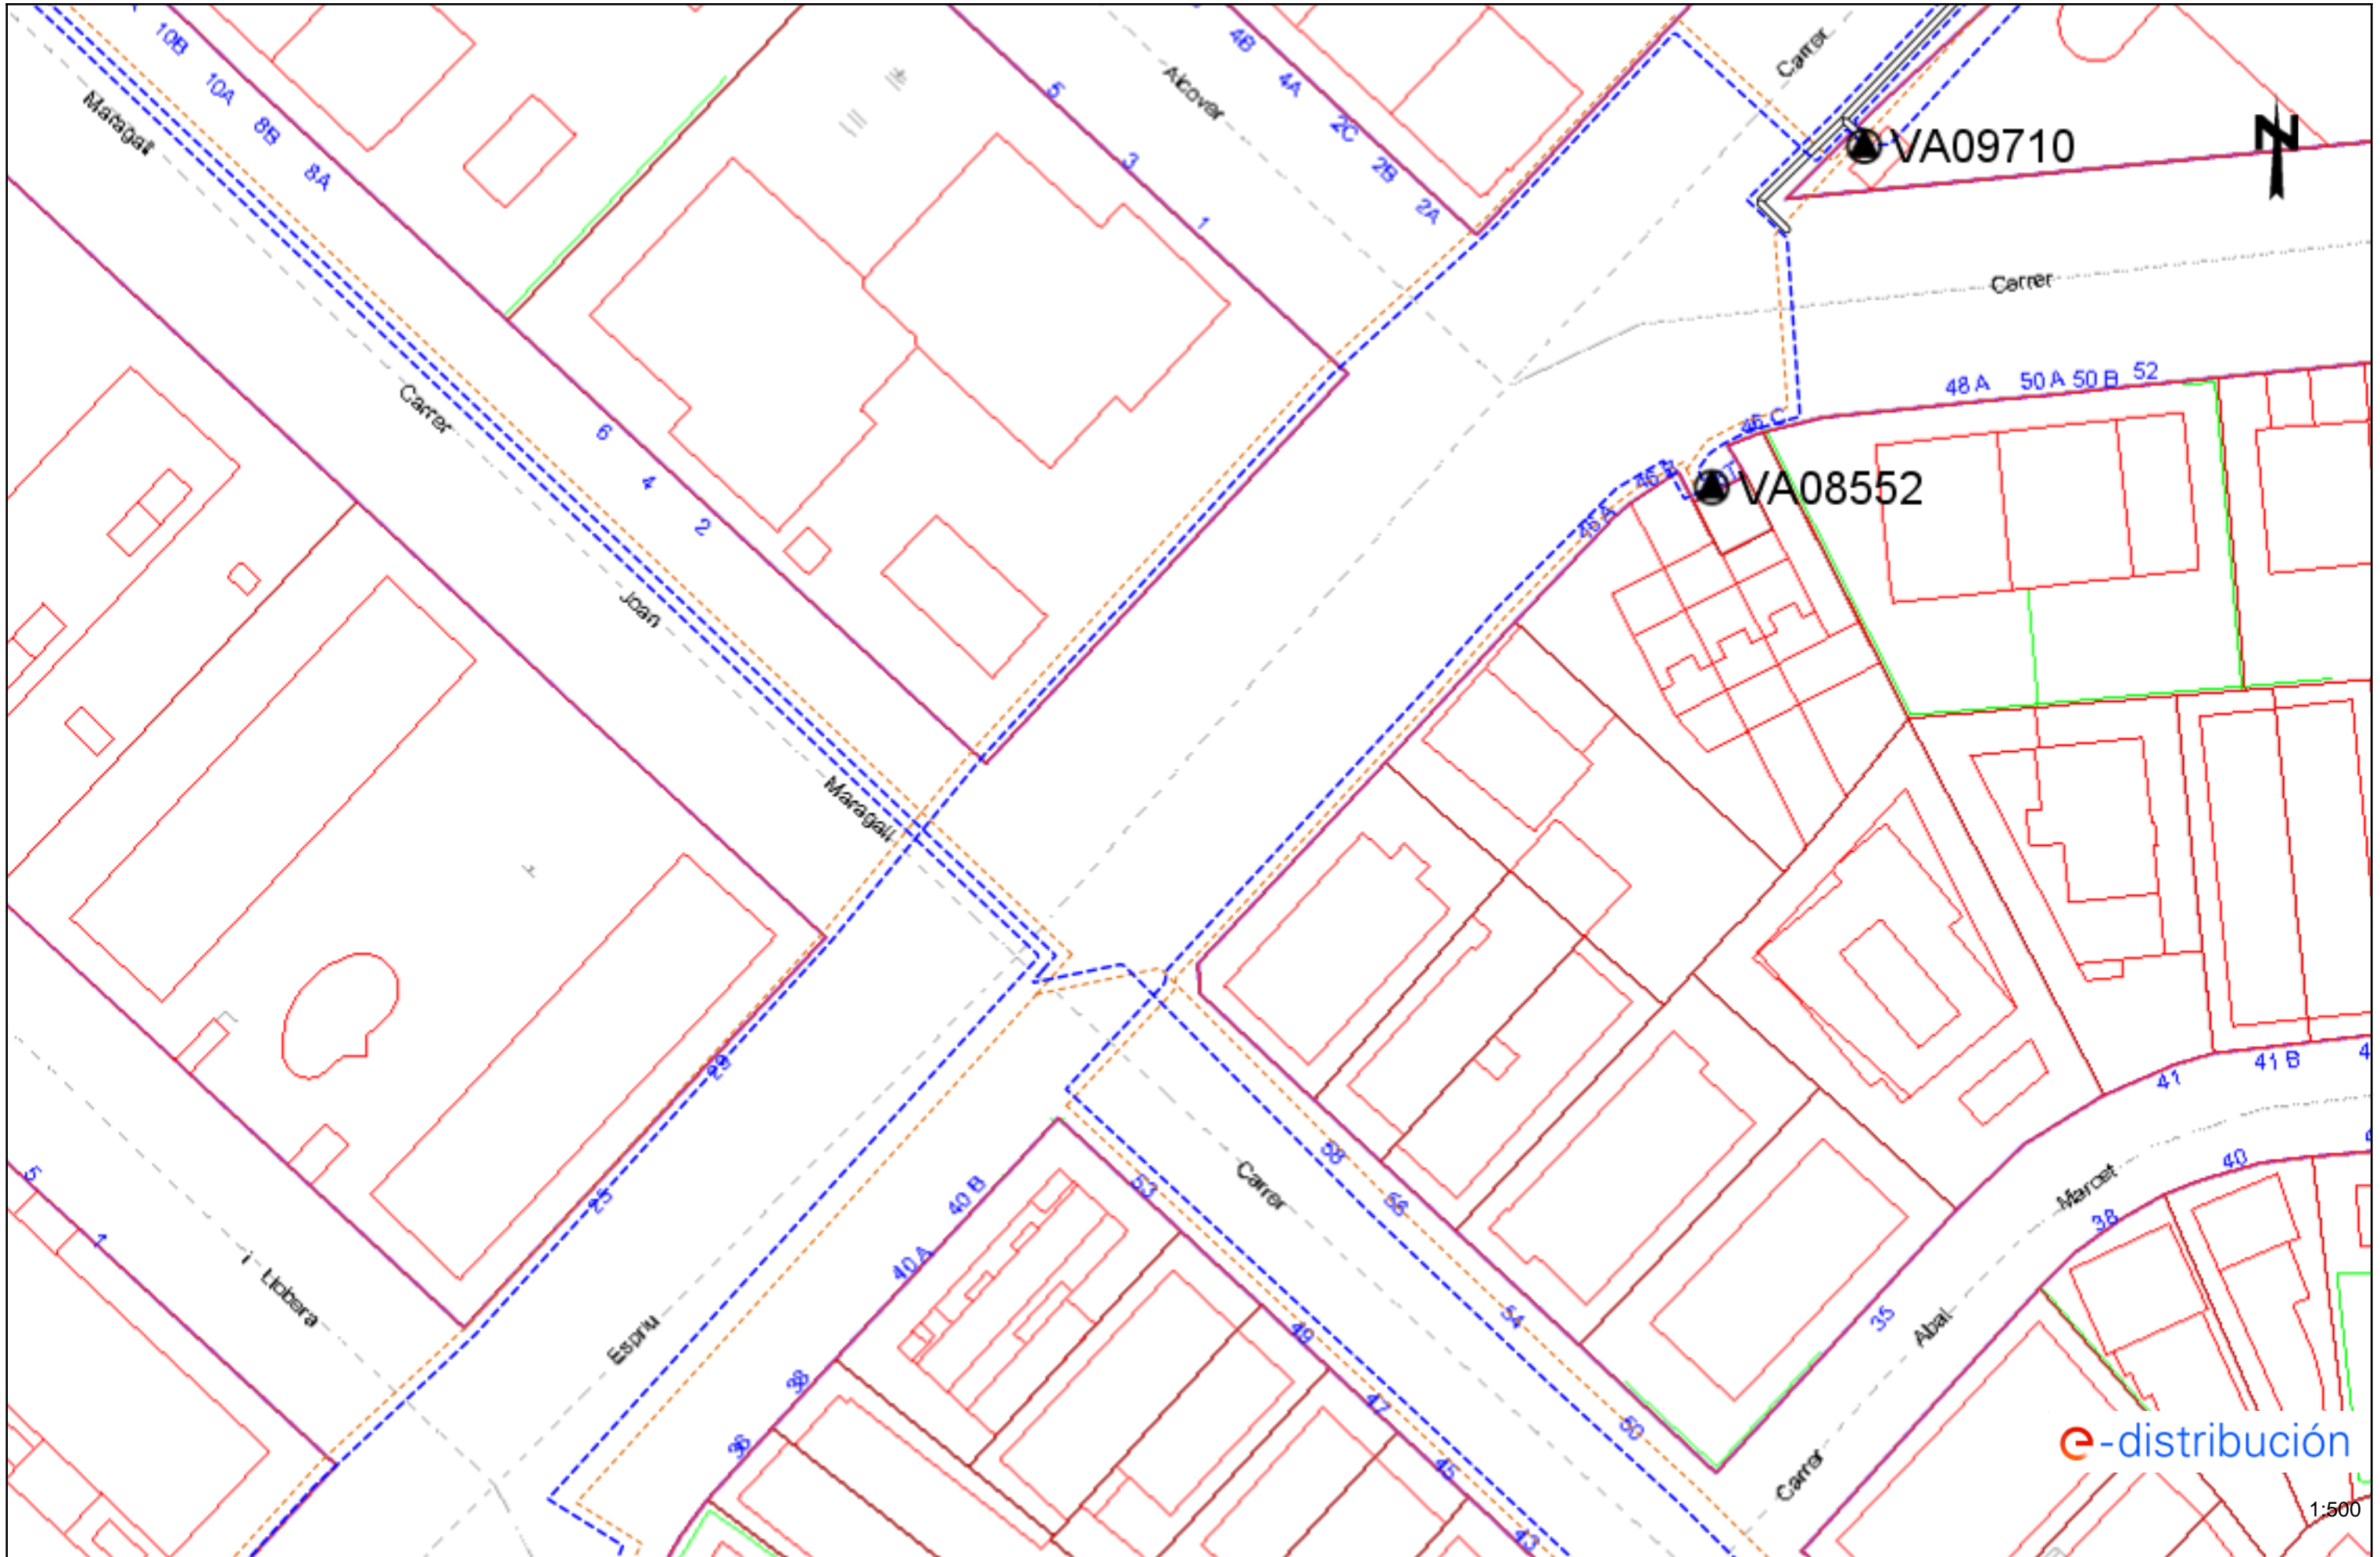 10B
10A
8B
8A
Maragall
5
3
1
Alcover
4B
4A
2C
2B
2A
Carrer
VA09710
N
Carrer
48 A
50 A
50 B
52
46 C
VA08552
46 B
46 A
Carrer
Joan
Maragall
6
4
2
29
25
5
1
i Llobera
Espriu
40 B
40 A
38
36
53
49
47
45
43
Carrer
58
56
54
50
35
41
41 B
40
38
Marcet
Abal
Carrer
e-distribución
1:500